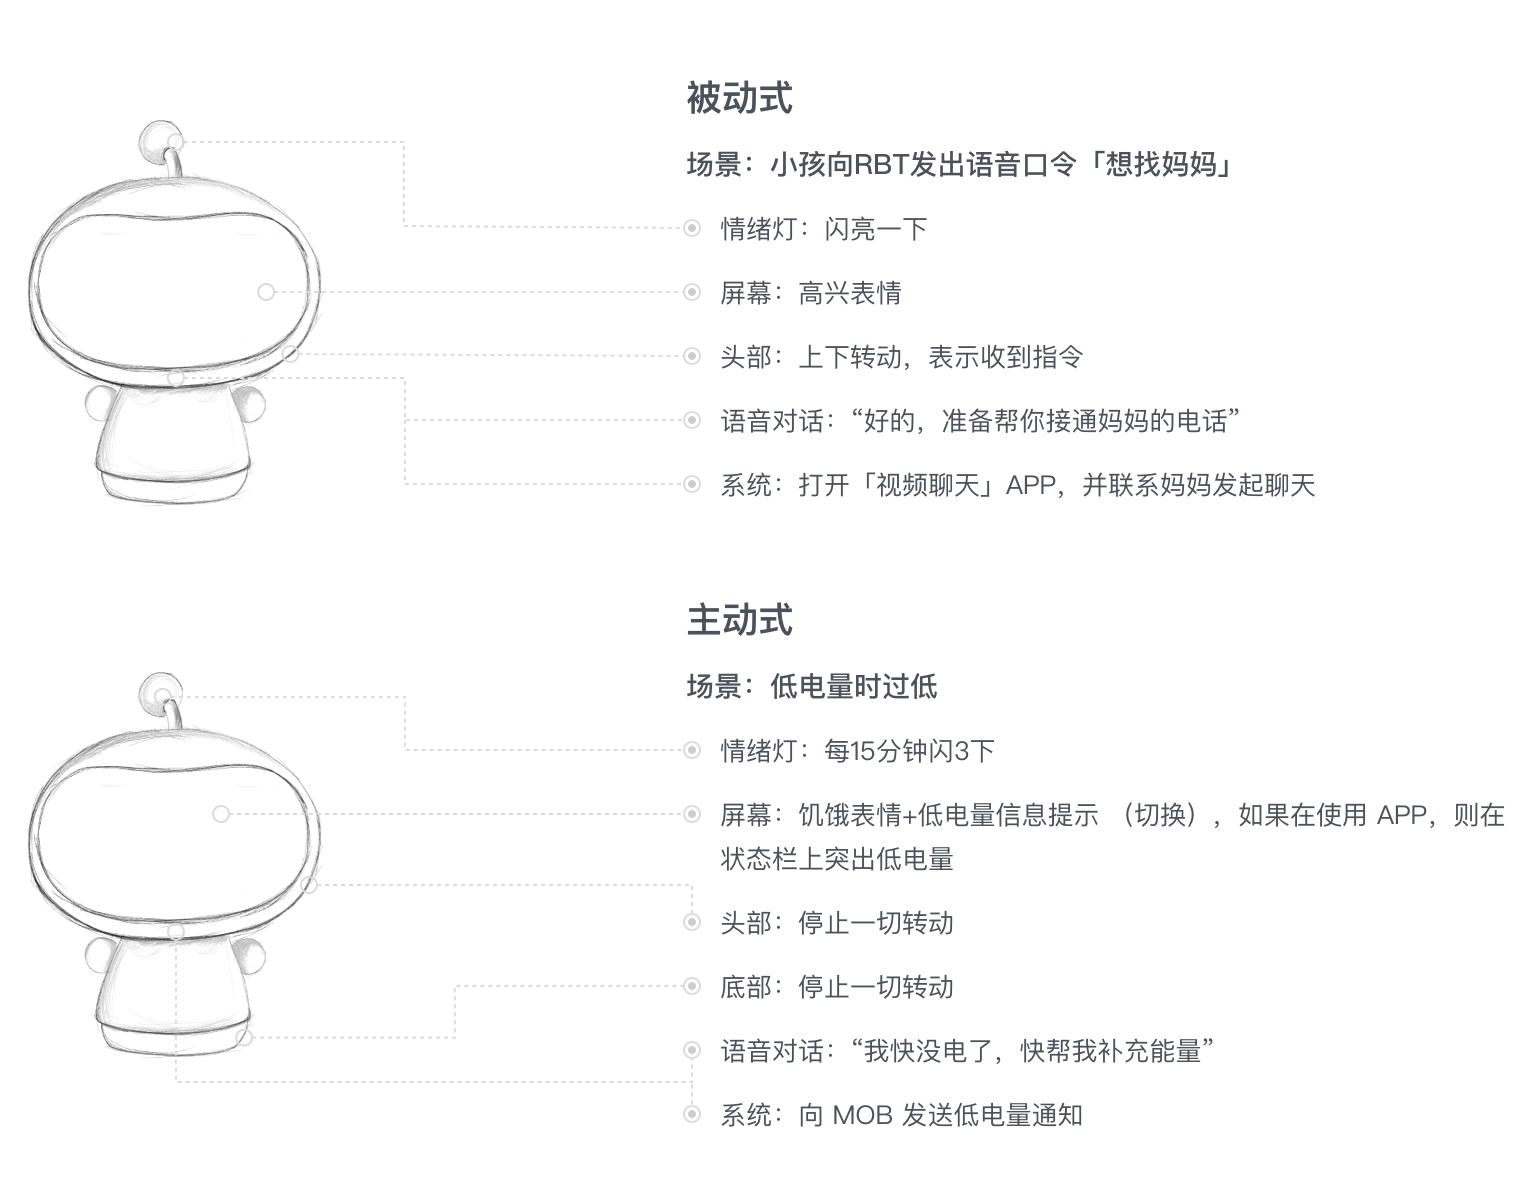 被动式
场景：小孩向RBT发出语音口令「想找妈妈」
情绪灯：闪亮一下
屏幕：高兴表情
头部：上下转动，表示收到指令
语音对话：“好的，准备帮你接通妈妈的电话”
系统：打开「视频聊天」APP，并联系妈妈发起聊天
主动式
场景：低电量时过低
情绪灯：每15分钟闪3下
屏幕：饥饿表情+低电量信息提示 （切换），如果在使用 APP，则在
状态栏上突出低电量
头部：停止一切转动
底部：停止一切转动
语音对话：“我快没电了，快帮我补充能量”
系统：向 MOB 发送低电量通知